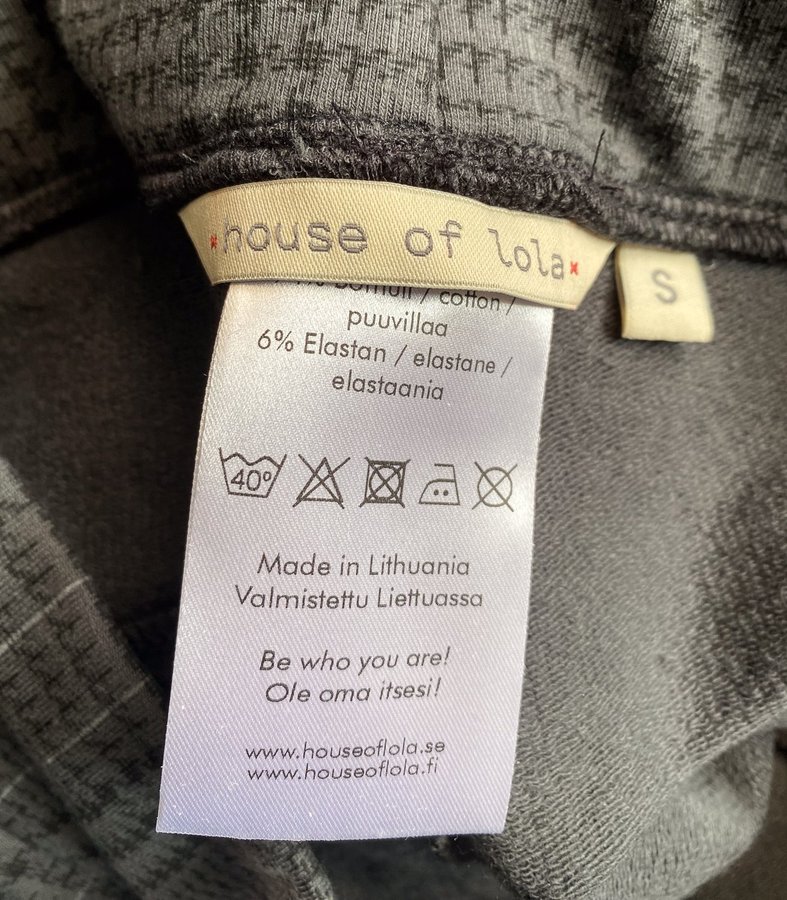 house of lola
S
/ cotton /
puuvillaa
6% Elastan / elastane /
elastaania
40°
Made in Lithuania
Valmistettu Liettuassa
Be who you are!
Ole oma itsesi!
www.houseoflola.se
www.houseoflola.fi